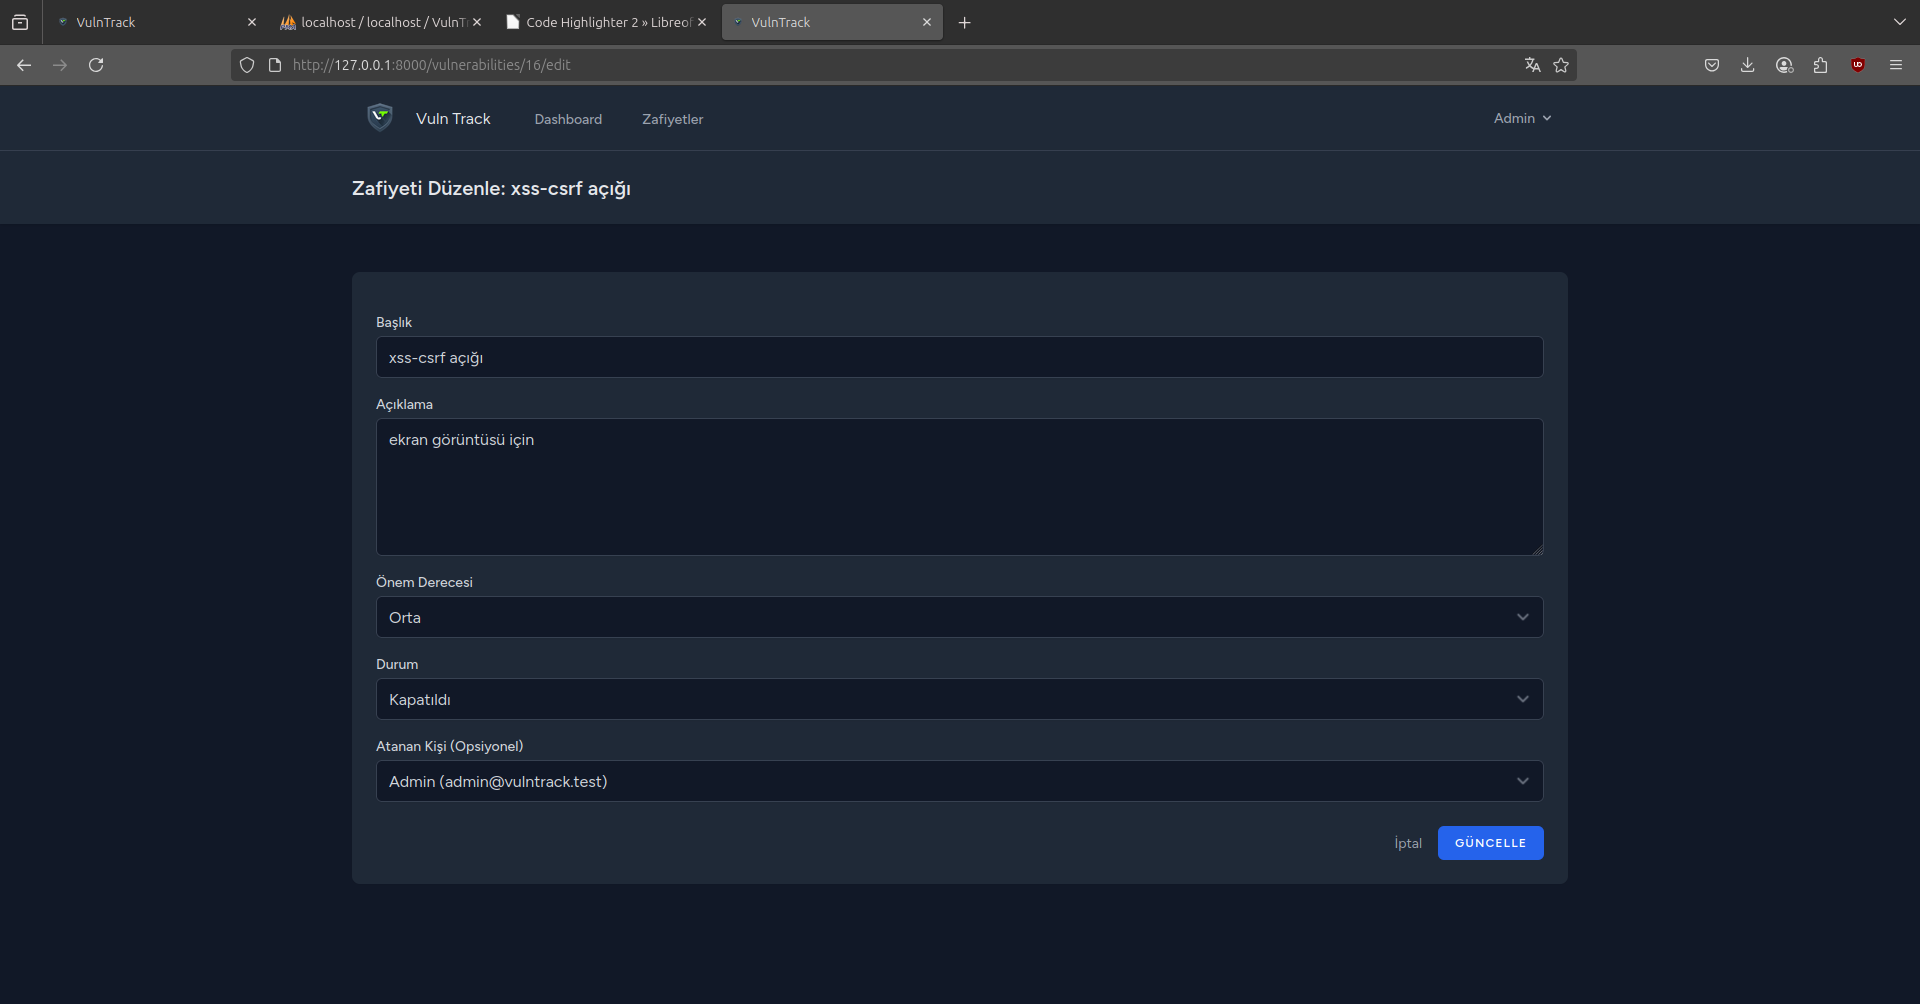 VulnTrack
localhost / localhost / VulnT
Code Highlighter 2 » Libreof
VulnTrack
http://127.0.0.1:8000/vulnerabilities/16/edit
Vuln Track
Dashboard
Zafiyetler
Admin
Zafiyeti Düzenle: xss-csrf açığı
Başlık
xss-csrf açığı
Açıklama
ekran görüntüsü için
Önem Derecesi
Orta
Durum
Kapatıldı
Atanan Kişi (Opsiyonel)
Admin (admin@vulntrack.test)
İptal
GÜNCELLE